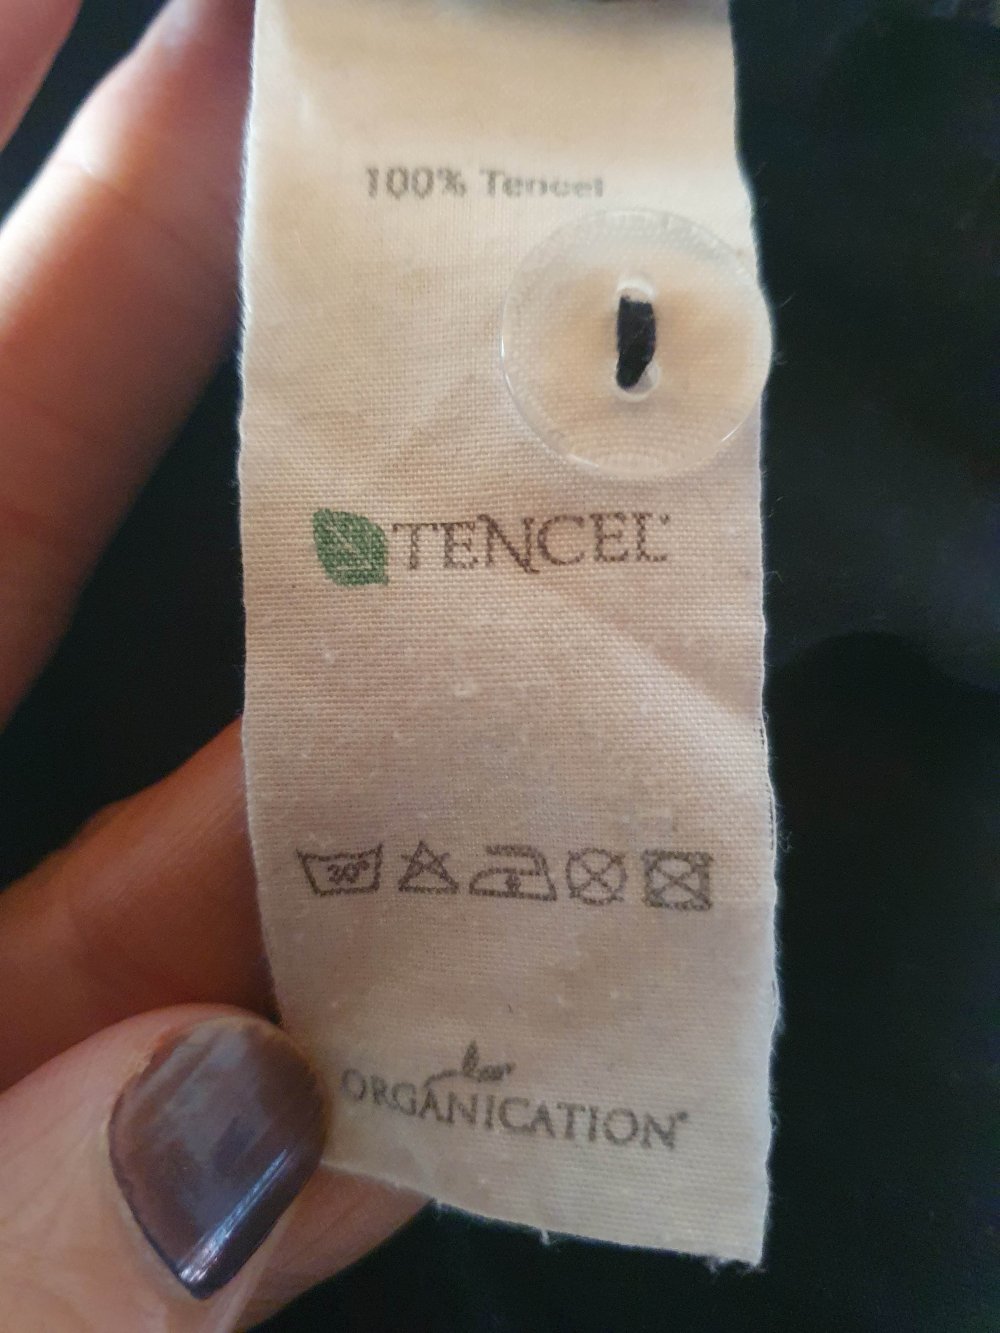 100% Tencel
TENCEL®
30°
ORGANICATION®